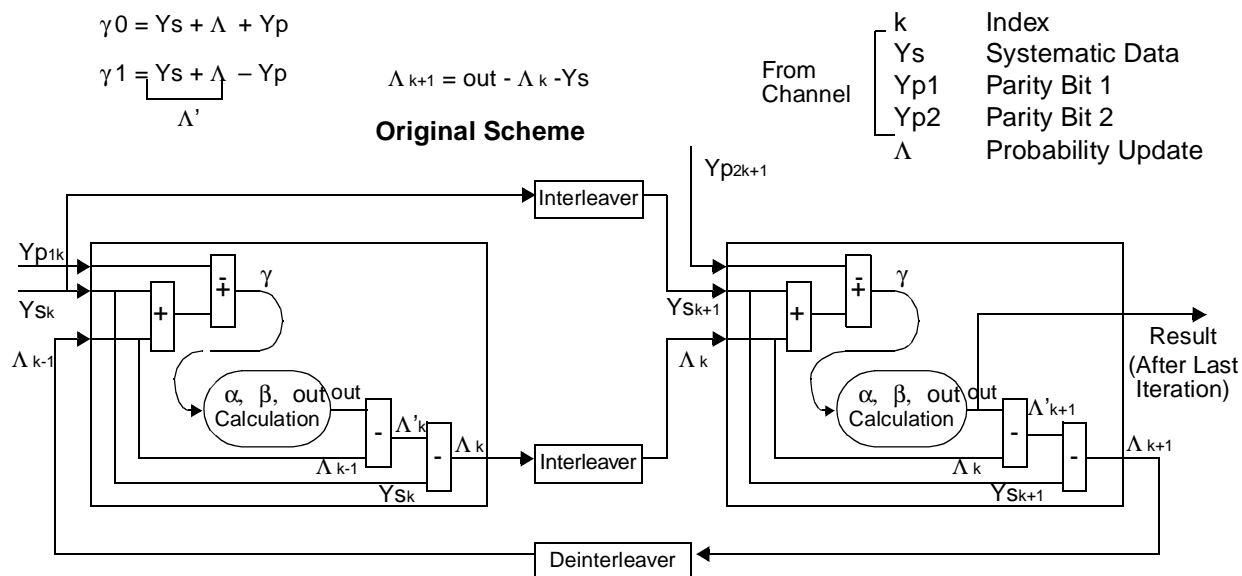 γ0 = Ys + Λ + Yp
γ1 = Ys + Λ – Yp
Λ'
Λ k+1 = out - Λ k -Ys
Original Scheme
From
Channel
k Index
Ys Systematic Data
Yp1 Parity Bit 1
Yp2 Parity Bit 2
Λ Probability Update
Yp2k+1
Interleaver
Yp1k
Ysk
Λ k-1
+
-
+
γ
α, β, out out
Calculation
-
Λ'k
-
Λ k
Λ k-1
Ysk
Interleaver
Ysk+1
Λ k
+
-
+
γ
α, β, out out
Calculation
-
Λ'k+1
-
Λ k+1
Λ k
Ysk+1
Result
(After Last
Iteration)
Deinterleaver